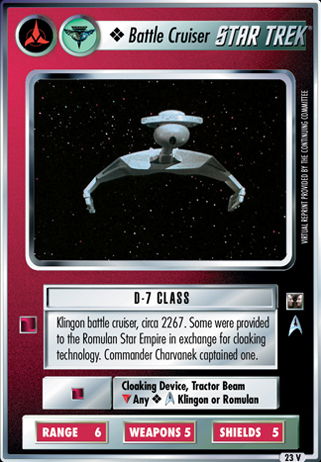 ❖ Battle Cruiser STAR TREK®
VIRTUAL REPRINT PROVIDED BY THE CONTINUING COMMITTEE
D-7 CLASS
Klingon battle cruiser, circa 2267. Some were provided
to the Romulan Star Empire in exchange for cloaking
technology. Commander Charvanek captained one.
Cloaking Device, Tractor Beam
Any ❖ Klingon or Romulan
RANGE 6 WEAPONS 5 SHIELDS 5
23 V